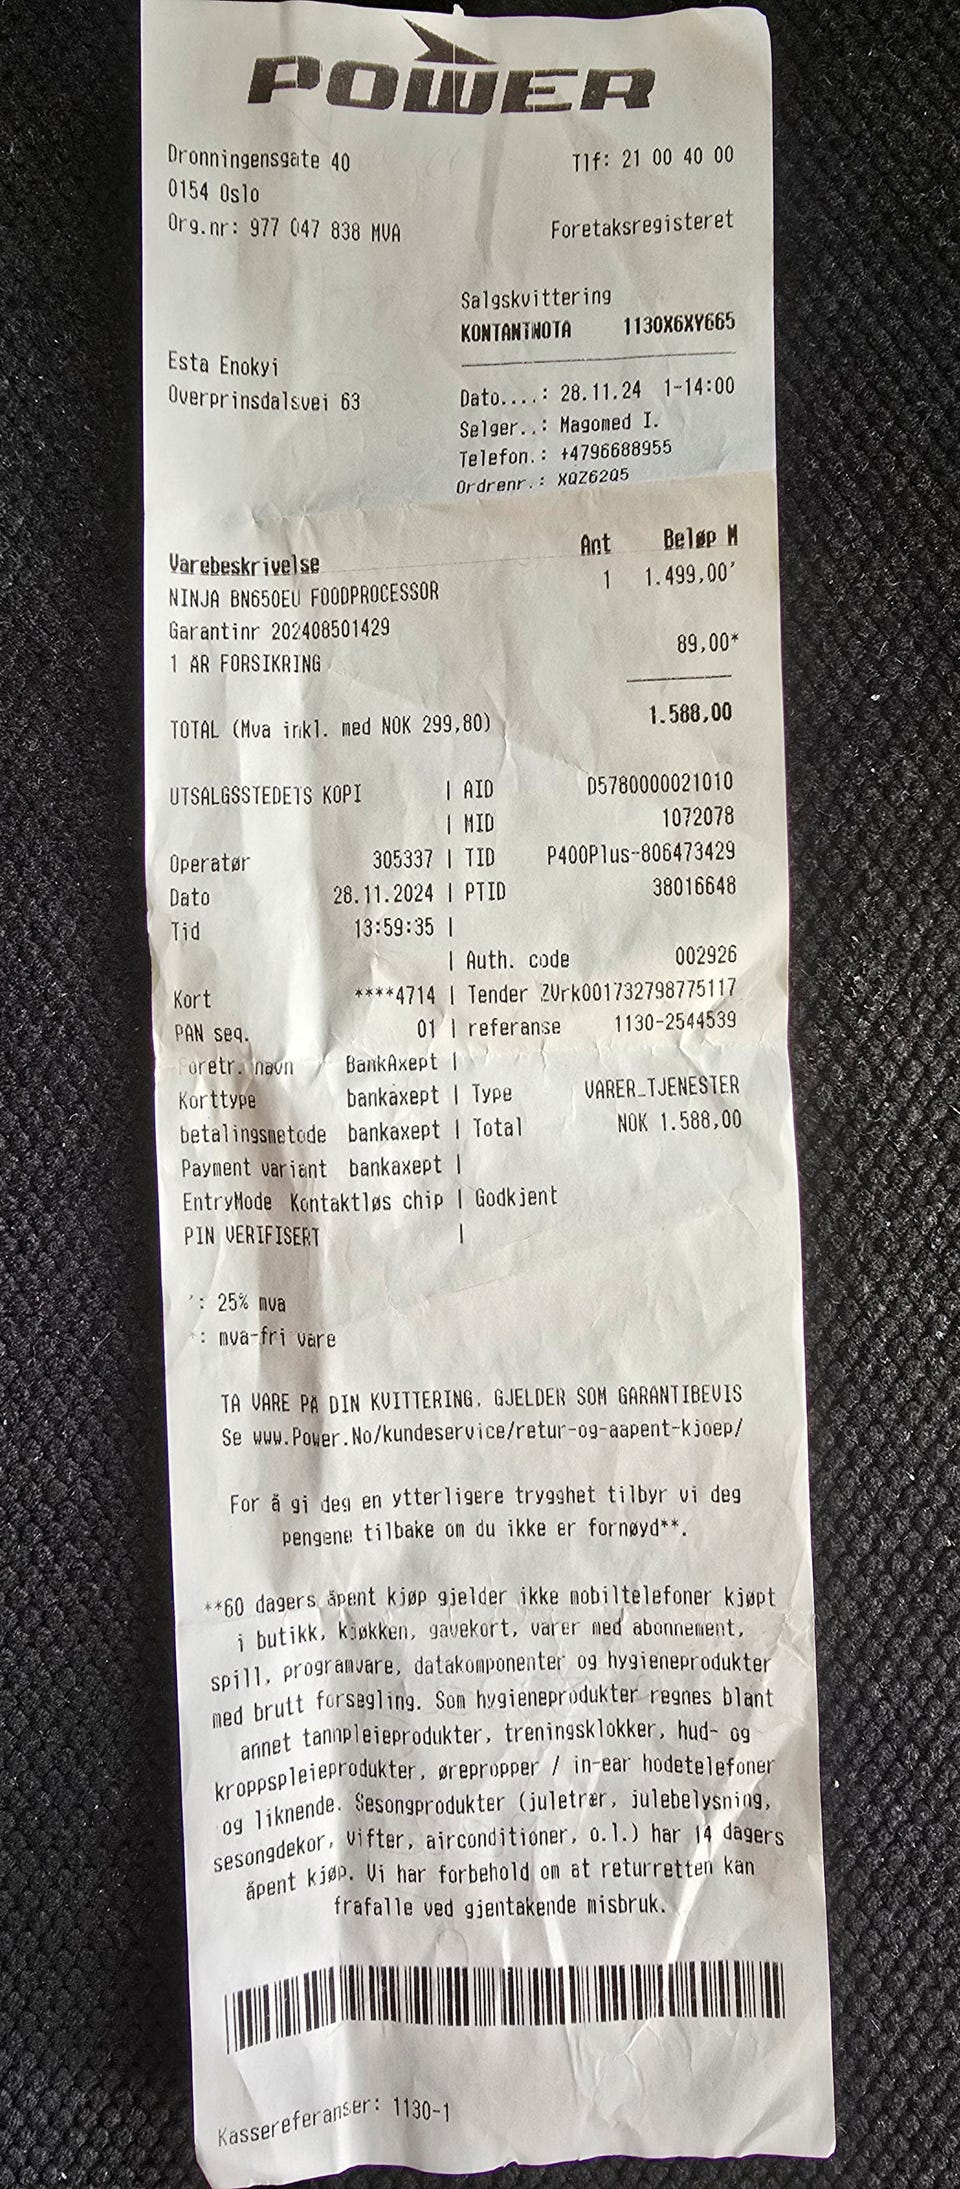 POWER
Dronningensgate 40 Tlf: 21 00 40 00
0154 Oslo
Org.nr: 977 047 838 MVA Foretaksregisteret
Salgskvittering
KONTANTNOTA 1130X6XY665
Esta Enokyi
Overprinsdalsvei 63
Dato....: 28.11.24 1-14:00
Selger..: Magomed I.
Telefon.: +4796688955
Ordrenr.: XQZ62Q5
Varebeskrivelse Ant Beløp M
NINJA BN650EU FOODPROCESSOR 1 1.499,00'
Garantinr 202408501429
1 ÅR FORSIKRING 89,00*
TOTAL (Mva inkl. med NOK 299,80) 1.588,00
UTSALGSSTEDETS KOPI | AID D5780000021010
| MID 1072078
Operatør 305337 | TID P400Plus-806473429
Dato 28.11.2024 | PTID 38016648
Tid 13:59:35 |
| Auth. code 002926
Kort ****4714 | Tender ZVrk001732798775117
PAN seq. 01 | referanse 1130-2544539
Foretr. navn BankAxept |
Korttype bankaxept | Type VARER_TJENESTER
betalingsmetode bankaxept | Total NOK 1.588,00
Payment variant bankaxept |
EntryMode Kontaktløs chip | Godkjent
PIN VERIFISERT |
': 25% mva
*: mva-fri vare
TA VARE PÅ DIN KVITTERING. GJELDER SOM GARANTIBEVIS
Se www.Power.No/kundeservice/retur-og-aapent-kjoep/
For å gi deg en ytterligere trygghet tilbyr vi deg
pengene tilbake om du ikke er fornøyd**.
**60 dagers åpent kjøp gjelder ikke mobiltelefoner kjøpt
i butikk, kjøkken, gavekort, varer med abonnement,
spill, programvare, datakomponenter og hygieneprodukter
med brutt forsegling. Som hygieneprodukter regnes blant
annet tannpleieprodukter, treningsklokker, hud- og
kroppspleieprodukter, ørepropper / in-ear hodetelefoner
og liknende. Sesongprodukter (juletrær, julebelysning,
sesongdekor, vifter, airconditioner, o.l.) har 14 dagers
åpent kjøp. Vi har forbehold om at returretten kan
frafalle ved gjentakende misbruk.
Kassereferanser: 1130-1